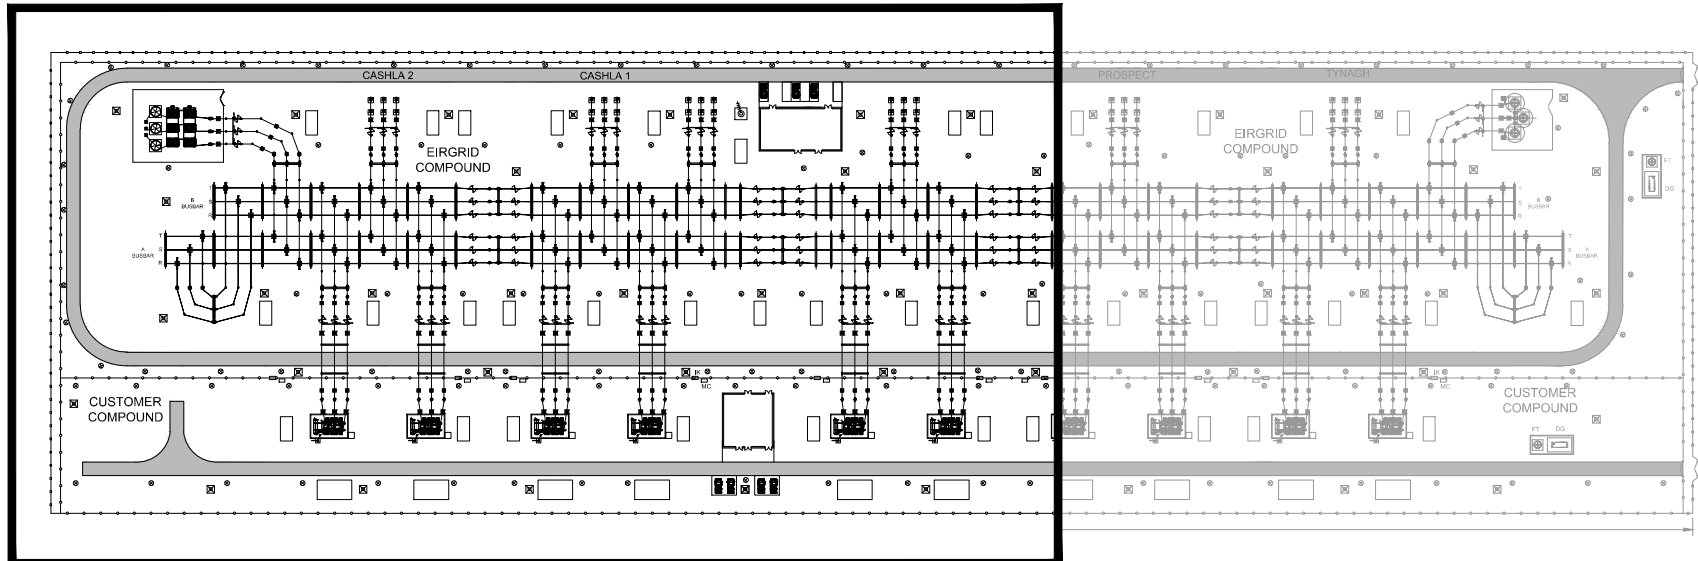 CASHLA 2
CASHLA 1
PROSPECT
TYNAGH
EIRGRID
COMPOUND
EIRGRID
COMPOUND
FT
DG
T
S
R
B
BUSBAR
T
S
R
B
BUSBAR
T
S
R
A
BUSBAR
T
S
R
A
BUSBAR
IK
MC
IK
MC
CUSTOMER
COMPOUND
CUSTOMER
COMPOUND
FT
DG